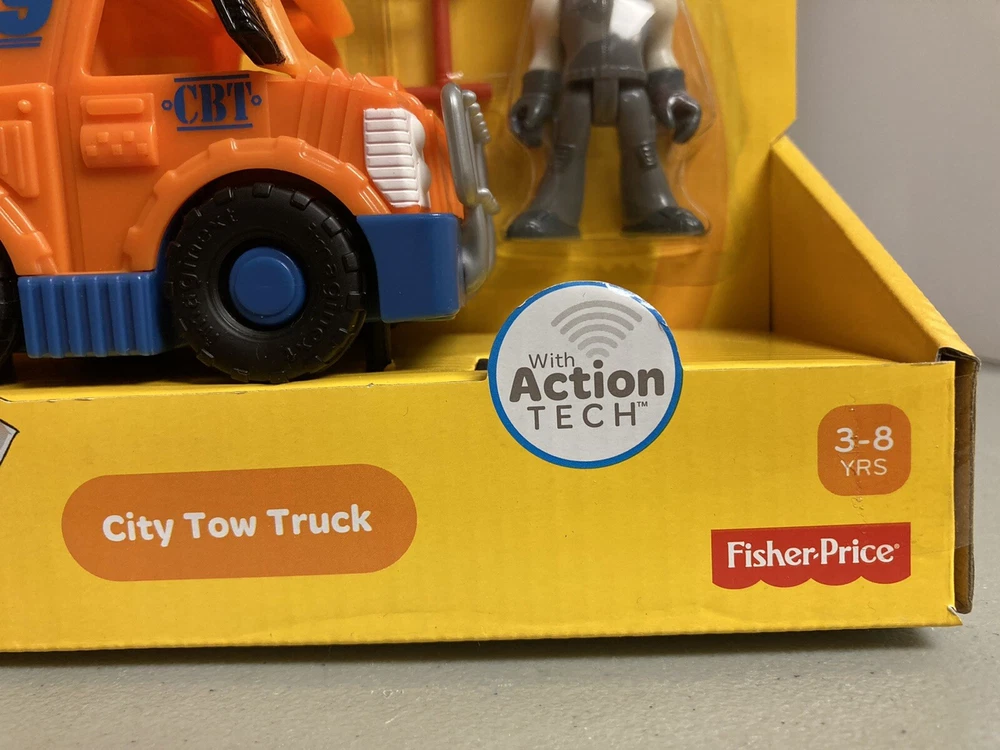 CBT
With
Action
TECH™
3-8
YRS
City Tow Truck
Fisher-Price®